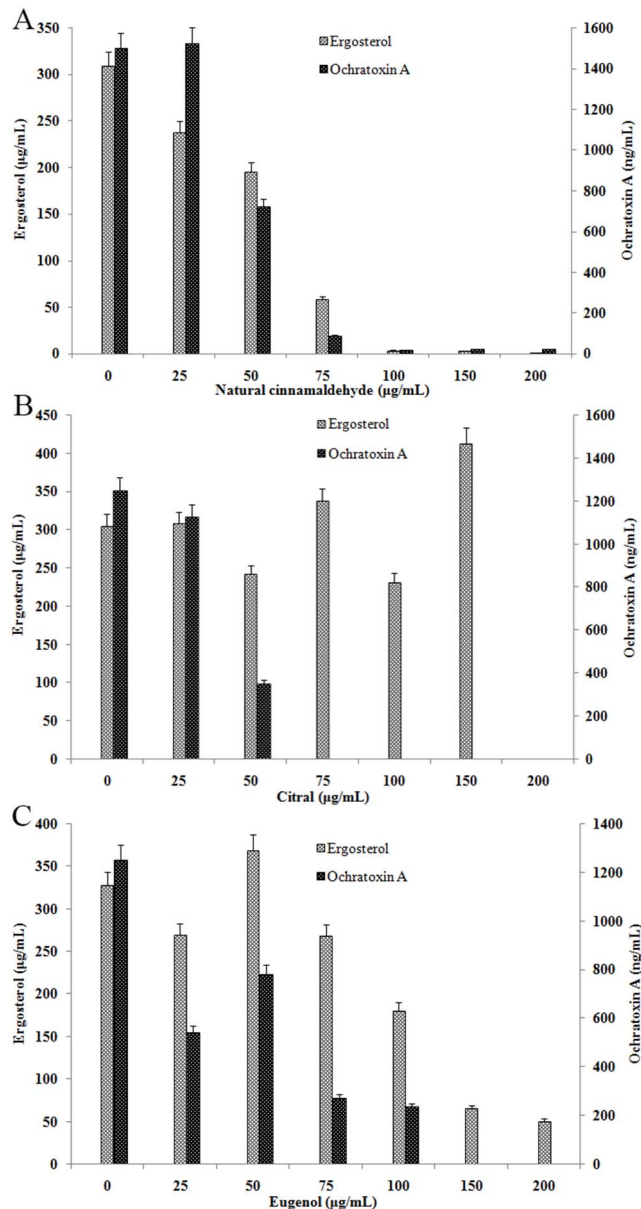 A
350
300
250
200
150
100
50
0
Ergosterol (µg/mL)
Ergosterol
Ochratoxin A
1600
1400
1200
1000
800
600
400
200
0
Ochratoxin A (ng/mL)
0 25 50 75 100 150 200
Natural cinnamaldehyde (µg/mL)
B
450
400
350
300
250
200
150
100
50
0
Ergosterol (µg/mL)
Ergosterol
Ochratoxin A
1600
1400
1200
1000
800
600
400
200
0
Ochratoxin A (ng/mL)
0 25 50 75 100 150 200
Citral (µg/mL)
C
400
350
300
250
200
150
100
50
0
Ergosterol (µg/mL)
Ergosterol
Ochratoxin A
1400
1200
1000
800
600
400
200
0
Ochratoxin A (ng/mL)
0 25 50 75 100 150 200
Eugenol (µg/mL)